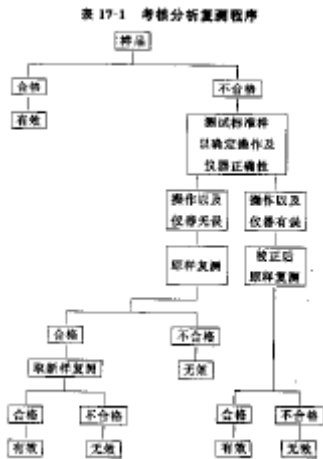 表 17-1 考核分析复测程序
样品
合格
不合格
有效
测试标准样
以确定操作及
仪器正确性
操作以及
仪器无误
操作以及
仪器有误
原样复测
校正后
原样复测
合格
不合格
取新样复测
无效
合格
不合格
合格
不合格
有效
无效
有效
无效